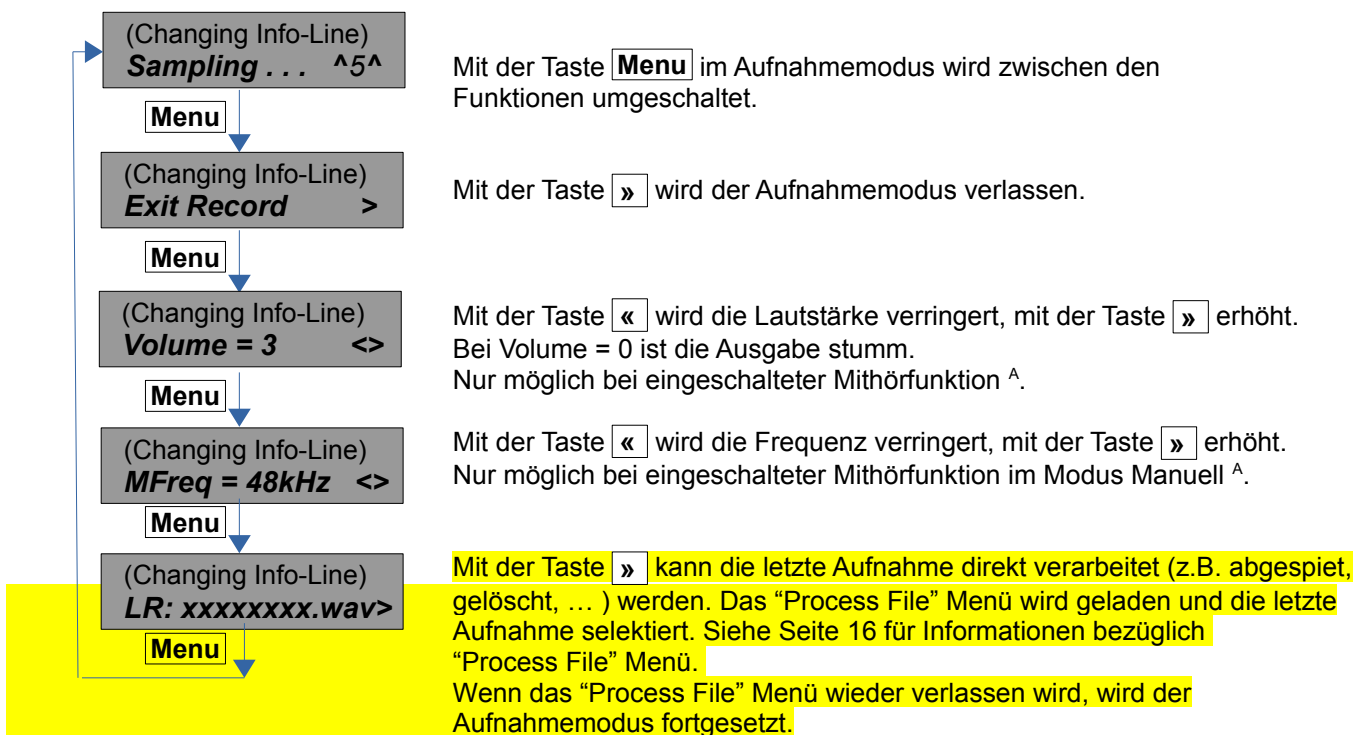 (Changing Info-Line)
Sampling . . . ^5^
Mit der Taste Menu im Aufnahmemodus wird zwischen den
Funktionen umgeschaltet.
Menu
(Changing Info-Line)
Exit Record >
Mit der Taste » wird der Aufnahmemodus verlassen.
Menu
(Changing Info-Line)
Volume = 3 <>
Mit der Taste « wird die Lautstärke verringert, mit der Taste » erhöht.
Bei Volume = 0 ist die Ausgabe stumm.
Nur möglich bei eingeschalteter Mithörfunktion A.
Menu
(Changing Info-Line)
MFreq = 48kHz <>
Mit der Taste « wird die Frequenz verringert, mit der Taste » erhöht.
Nur möglich bei eingeschalteter Mithörfunktion im Modus Manuell A.
Menu
(Changing Info-Line)
LR: xxxxxxxx.wav>
Menu
Mit der Taste » kann die letzte Aufnahme direkt verarbeitet (z.B. abgespiet,
gelöscht, … ) werden. Das “Process File” Menü wird geladen und die letzte
Aufnahme selektiert. Siehe Seite 16 für Informationen bezüglich
“Process File” Menü.
Wenn das “Process File” Menü wieder verlassen wird, wird der
Aufnahmemodus fortgesetzt.